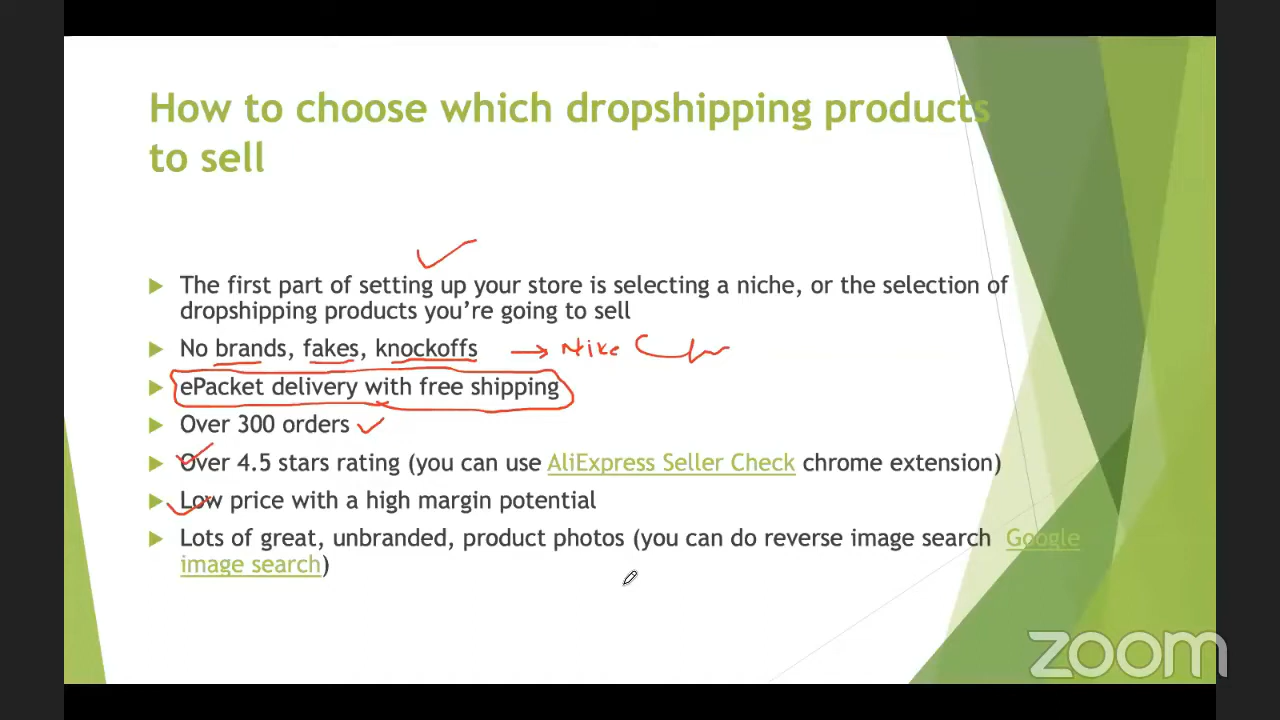 How to choose which dropshipping products
to sell
The first part of setting up your store is selecting a niche, or the selection of
dropshipping products you’re going to sell
No brands, fakes, knockoffs → Nike
ePacket delivery with free shipping
Over 300 orders
Over 4.5 stars rating (you can use AliExpress Seller Check chrome extension)
Low price with a high margin potential
Lots of great, unbranded, product photos (you can do reverse image search Google
image search)
zoom